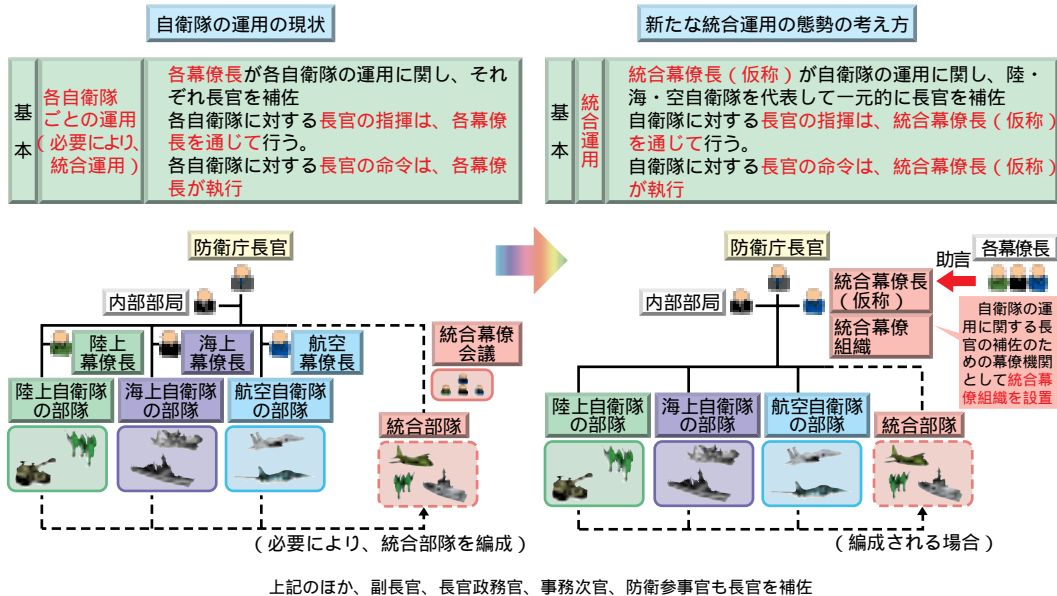 自衛隊の運用の現状
基本
各自衛隊
ごとの運用
（必要により、
統合運用）
各幕僚長が各自衛隊の運用に関し、それ
ぞれ長官を補佐
各自衛隊に対する長官の指揮は、各幕僚
長を通じて行う。
各自衛隊に対する長官の命令は、各幕僚
長が執行
防衛庁長官
内部部局
陸上
幕僚長
海上
幕僚長
航空
幕僚長
統合幕僚
会議
陸上自衛隊
の部隊
海上自衛隊
の部隊
航空自衛隊
の部隊
統合部隊
（必要により、統合部隊を編成）
新たな統合運用の態勢の考え方
基本
統合運用
統合幕僚長（仮称）が自衛隊の運用に関し、陸・
海・空自衛隊を代表して一元的に長官を補佐
自衛隊に対する長官の指揮は、統合幕僚長（仮称）
を通じて行う。
自衛隊に対する長官の命令は、統合幕僚長（仮称）
が執行
防衛庁長官
内部部局
統合幕僚長
（仮称）
統合幕僚
組織
助言
各幕僚長
自衛隊の運
用に関する長
官の補佐のた
めの幕僚機関
として統合幕
僚組織を設置
陸上自衛隊
の部隊
海上自衛隊
の部隊
航空自衛隊
の部隊
統合部隊
（編成される場合）
上記のほか、副長官、長官政務官、事務次官、防衛参事官も長官を補佐